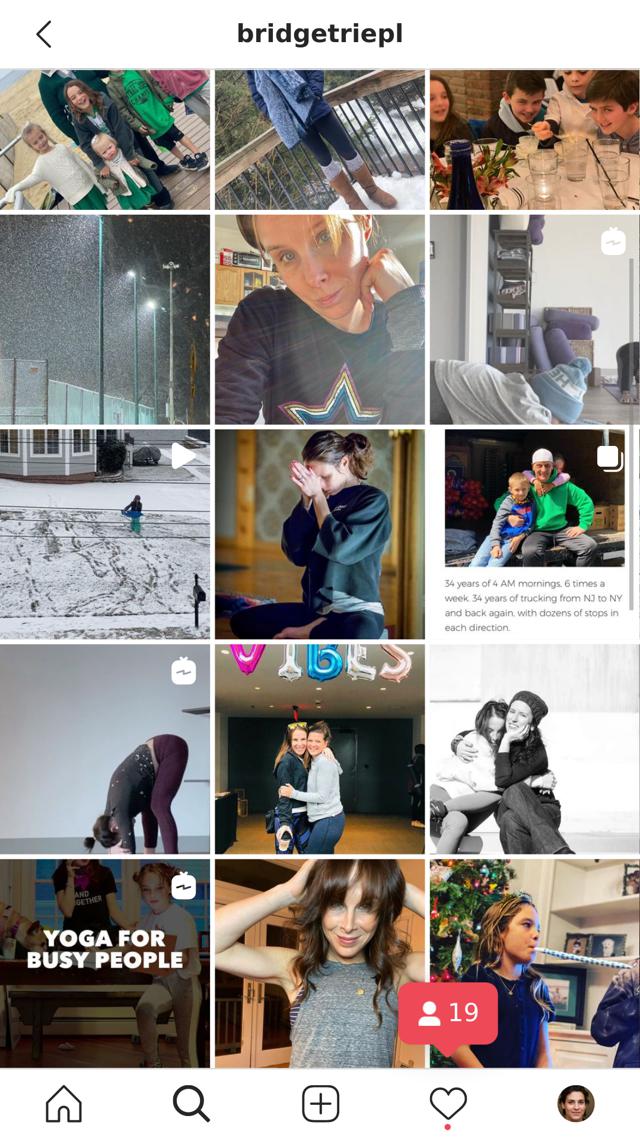 bridgetriepl
34 years of 4 AM mornings, 6 times a
week. 34 years of trucking from NJ to NY
and back again, with dozens of stops in
each direction.
VIBES
AND
TOGETHER
YOGA FOR
BUSY PEOPLE
19